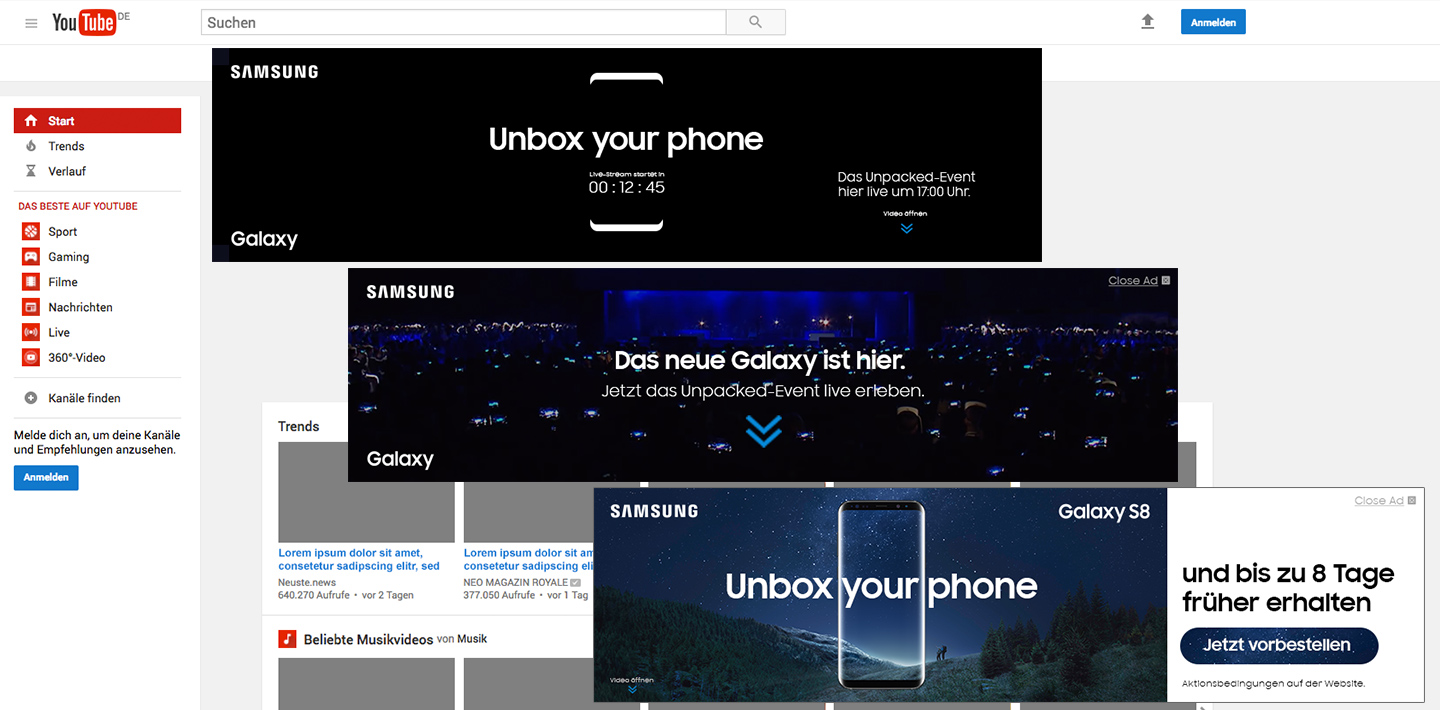 YouTube DE
Suchen
Anmelden
Start
Trends
Verlauf
DAS BESTE AUF YOUTUBE
Sport
Gaming
Filme
Nachrichten
Live
360°-Video
Kanäle finden
Melde dich an, um deine Kanäle
und Empfehlungen anzusehen.
Anmelden
SAMSUNG
Unbox your phone
Live-Stream startet in
00 : 12 : 45
Das Unpacked-Event
hier live um 17:00 Uhr.
Video öffnen
Galaxy
SAMSUNG
Close Ad
Das neue Galaxy ist hier.
Jetzt das Unpacked-Event live erleben.
Galaxy
Trends
Lorem ipsum dolor sit amet,
consetetur sadipscing elitr, sed
Neuste.news
640.270 Aufrufe • vor 2 Tagen
Lorem ipsum dolor sit am
consetetur sadipscing eli
NEO MAGAZIN ROYALE
377.050 Aufrufe • vor 1 Tag
Beliebte Musikvideos von Musik
SAMSUNG
Galaxy S8
Unbox your phone
Video öffnen
Close Ad
und bis zu 8 Tage
früher erhalten
Jetzt vorbestellen
Aktionsbedingungen auf der Website.